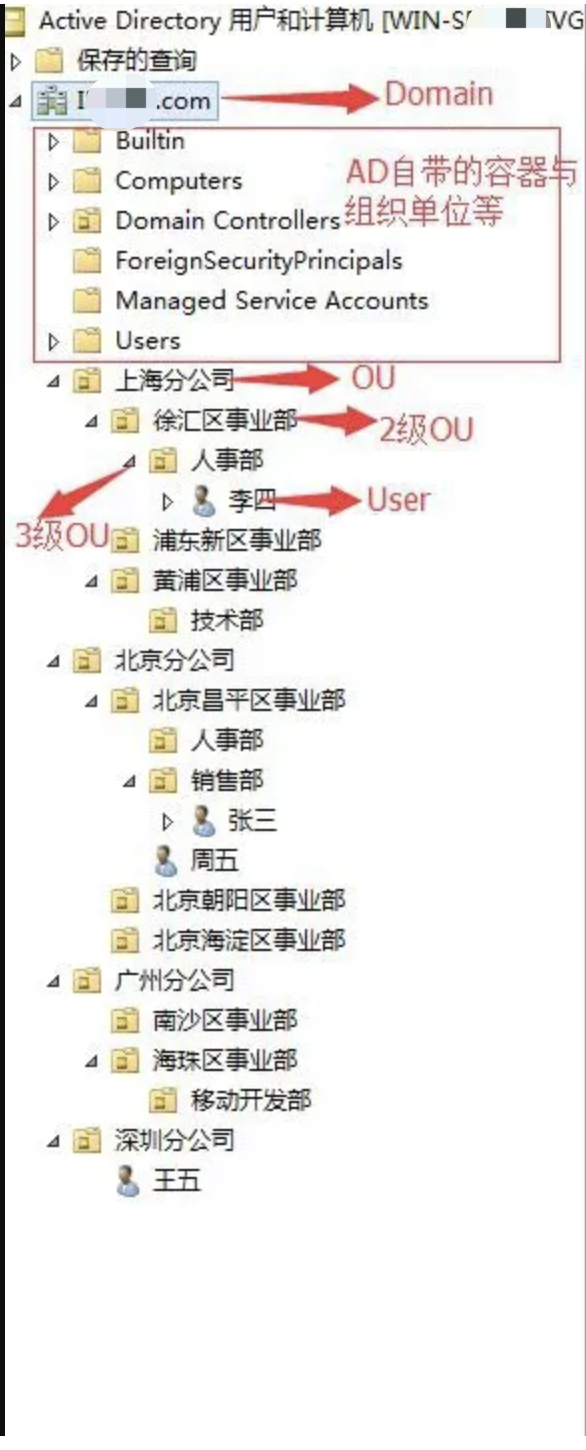 Active Directory 用户和计算机 [WIN-S VG
保存的查询
.com Domain
Builtin
Computers AD自带的容器与
Domain Controllers 组织单位等
ForeignSecurityPrincipals
Managed Service Accounts
Users
上海分公司 OU
徐汇区事业部 2级OU
人事部
李四 User
3级OU 浦东新区事业部
黄浦区事业部
技术部
北京分公司
北京昌平区事业部
人事部
销售部
张三
周五
北京朝阳区事业部
北京海淀区事业部
广州分公司
南沙区事业部
海珠区事业部
移动开发部
深圳分公司
王五